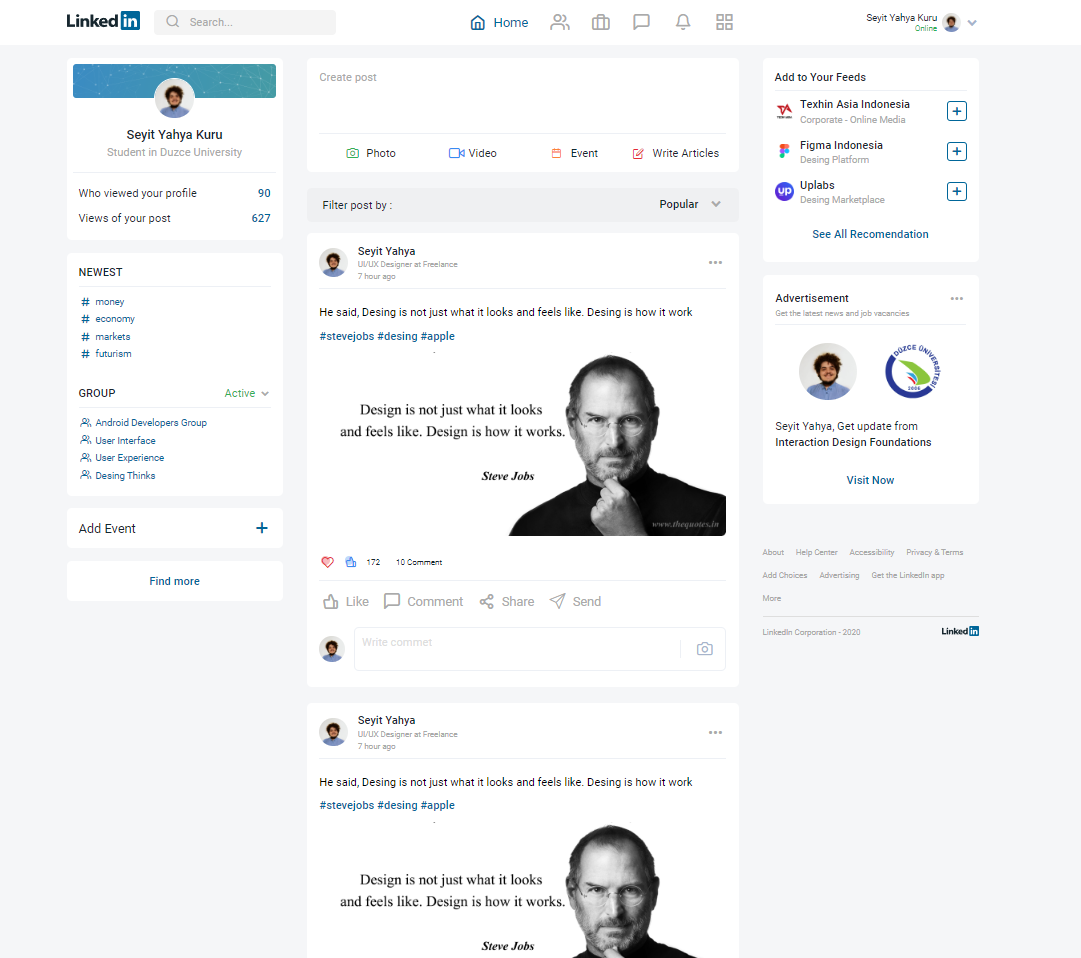 Linked in
Search...
Home
Seyit Yahya Kuru
Online
Seyit Yahya Kuru
Student in Duzce University
Who viewed your profile 90
Views of your post 627
NEWEST
# money
# economy
# markets
# futurism
GROUP Active
Android Developers Group
User Interface
User Experience
Desing Thinks
Add Event +
Find more
Create post
Photo Video Event Write Articles
Filter post by : Popular
Seyit Yahya
UI/UX Designer at Freelance
7 hour ago
He said, Desing is not just what it looks and feels like. Desing is how it work
#stevejobs #desing #apple
Design is not just what it looks
and feels like. Design is how it works.
Steve Jobs
www.thequotes.in
172 10 Comment
Like Comment Share Send
Write commet
Seyit Yahya
UI/UX Designer at Freelance
7 hour ago
He said, Desing is not just what it looks and feels like. Desing is how it work
#stevejobs #desing #apple
Design is not just what it looks
and feels like. Design is how it works.
Steve Jobs
Add to Your Feeds
Texhin Asia Indonesia
Corporate - Online Media
Figma Indonesia
Desing Platform
up
Uplabs
Desing Marketplace
See All Recomendation
Advertisement
Get the latest news and job vacancies
DÜZCE ÜNİVERSİTESİ
2006
Seyit Yahya, Get update from
Interaction Design Foundations
Visit Now
About Help Center Accessibility Privacy & Terms
Add Choices Advertising Get the LinkedIn app
More
LinkedIn Corporation - 2020 Linked in